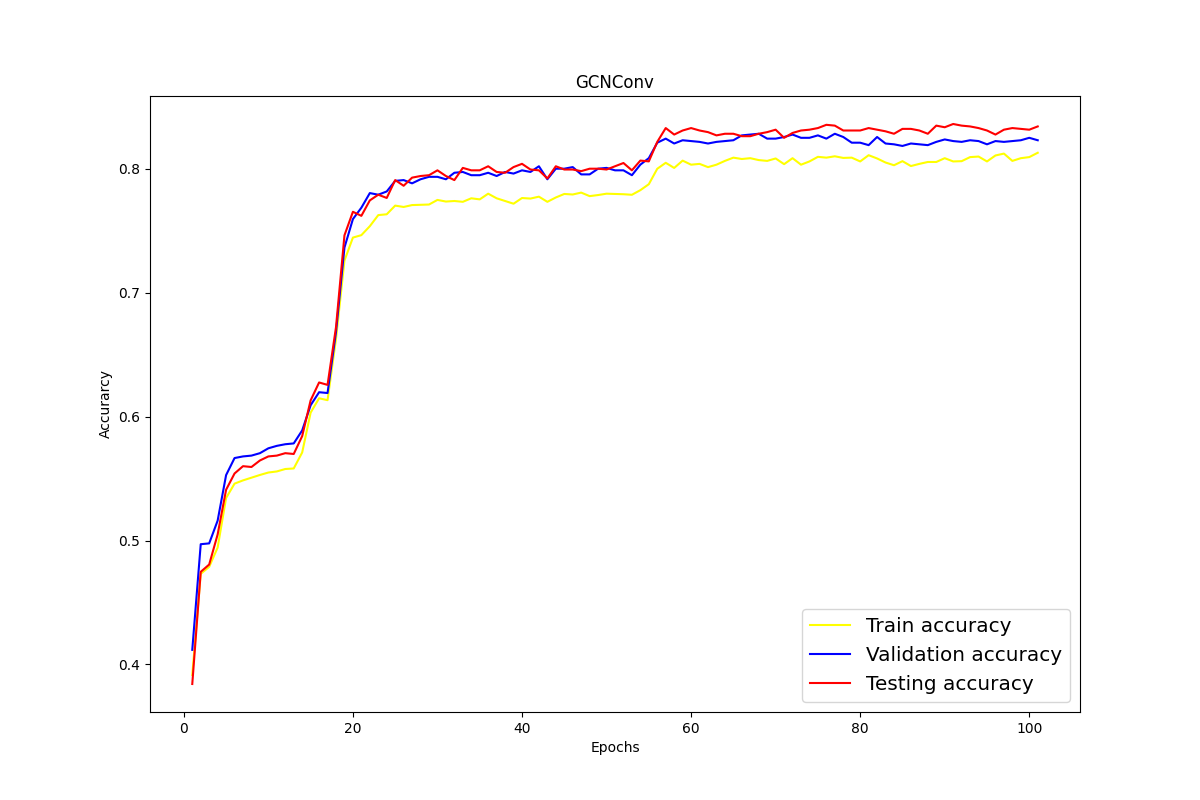 GCNConv
0.8
0.7
0.6
0.5
0.4
Accurarcy
0 20 40 60 80 100
Epochs
Train accuracy
Validation accuracy
Testing accuracy